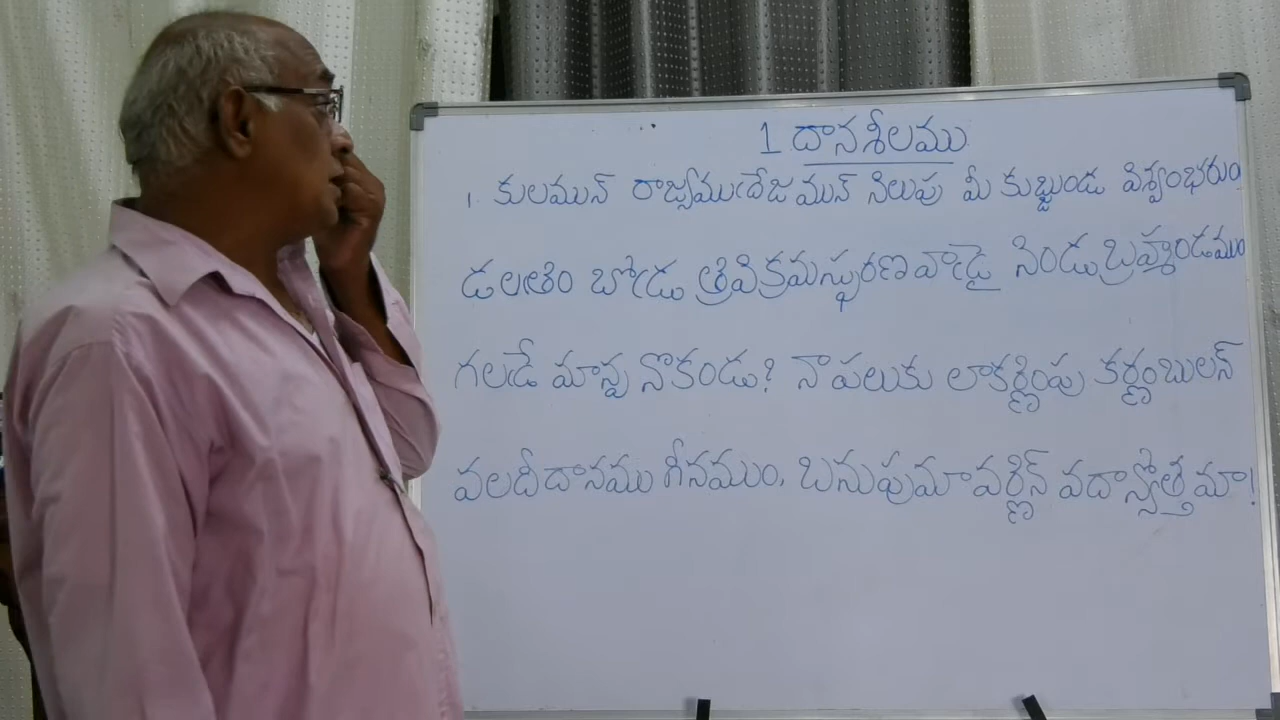 1 దానశీలము
1. కులమున్ రాజ్యముఁదేజమున్ నిలుపు మీ కుబ్జుండు విశ్వంభరుం
డలతిం బోఁడు త్రివిక్రమస్ఫురణ వాఁడై నిండు బ్రహ్మాండముం
గలఁడే మాన్ప నొకండు? నా పలుకు లాకర్ణింపు కర్ణంబులన్
వలదీదానము గీనముం, బనుపుమావర్ణిన్ వదాన్యోత్తమా!